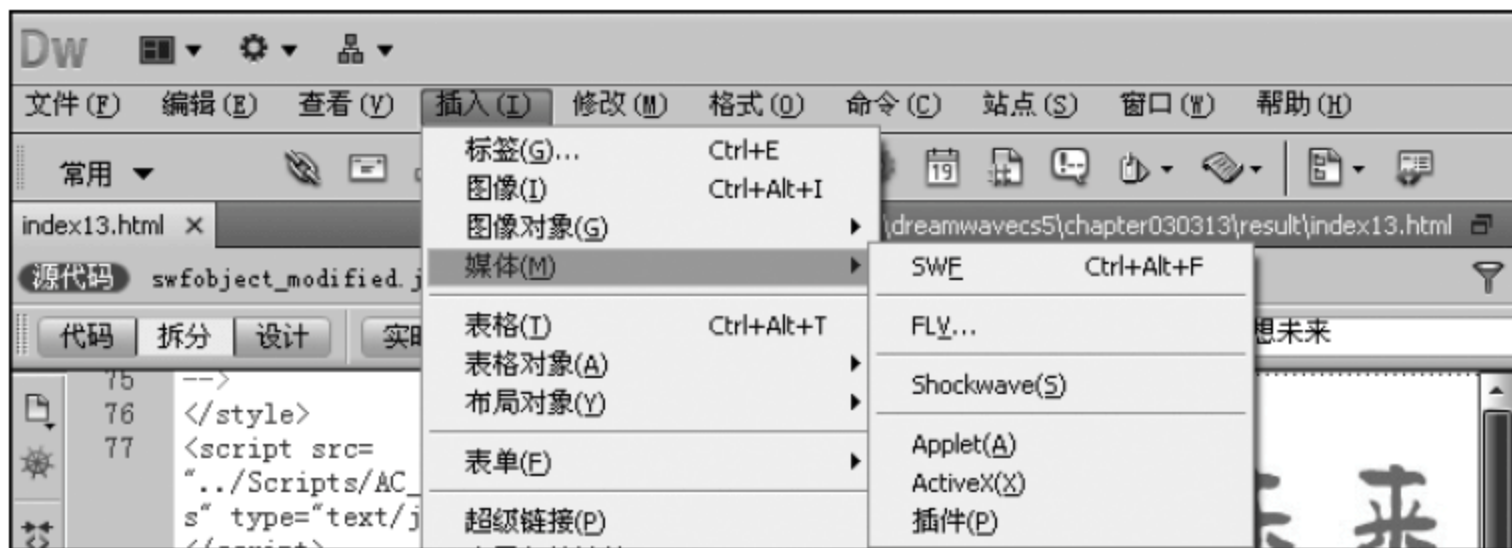 Dw
文件(F) 编辑(E) 查看(V) 插入(I) 修改(M) 格式(O) 命令(C) 站点(S) 窗口(W) 帮助(H)
常用
标签(G)... Ctrl+E
图像(I) Ctrl+Alt+I
19
图像对象(G)
index13.html
\dreamwavecs5\chapter030313\result\index13.html
媒体(M)
SWF Ctrl+Alt+F
源代码 swfobject_modified.j
表格(T) Ctrl+Alt+T
FLV...
代码 拆分 设计
想未来
表格对象(A)
Shockwave(S)
75 -->
布局对象(Y)
76 </style>
77 <script src=
Applet(A)
表单(F)
"../Scripts/AC_
ActiveX(X)
s" type="text/j
超级链接(P)
插件(P)
来
</script>